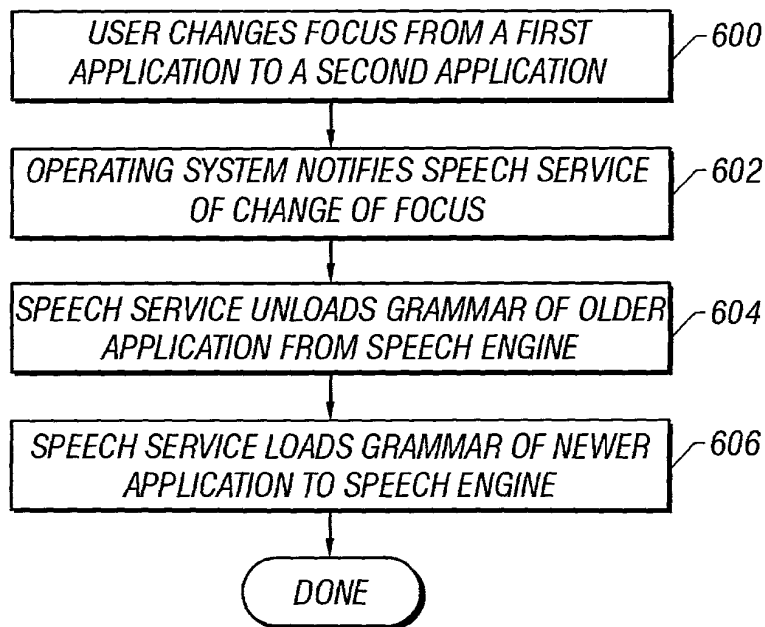 USER CHANGES FOCUS FROM A FIRST
APPLICATION TO A SECOND APPLICATION
600
OPERATING SYSTEM NOTIFIES SPEECH SERVICE
OF CHANGE OF FOCUS
602
SPEECH SERVICE UNLOADS GRAMMAR OF OLDER
APPLICATION FROM SPEECH ENGINE
604
SPEECH SERVICE LOADS GRAMMAR OF NEWER
APPLICATION TO SPEECH ENGINE
606
DONE